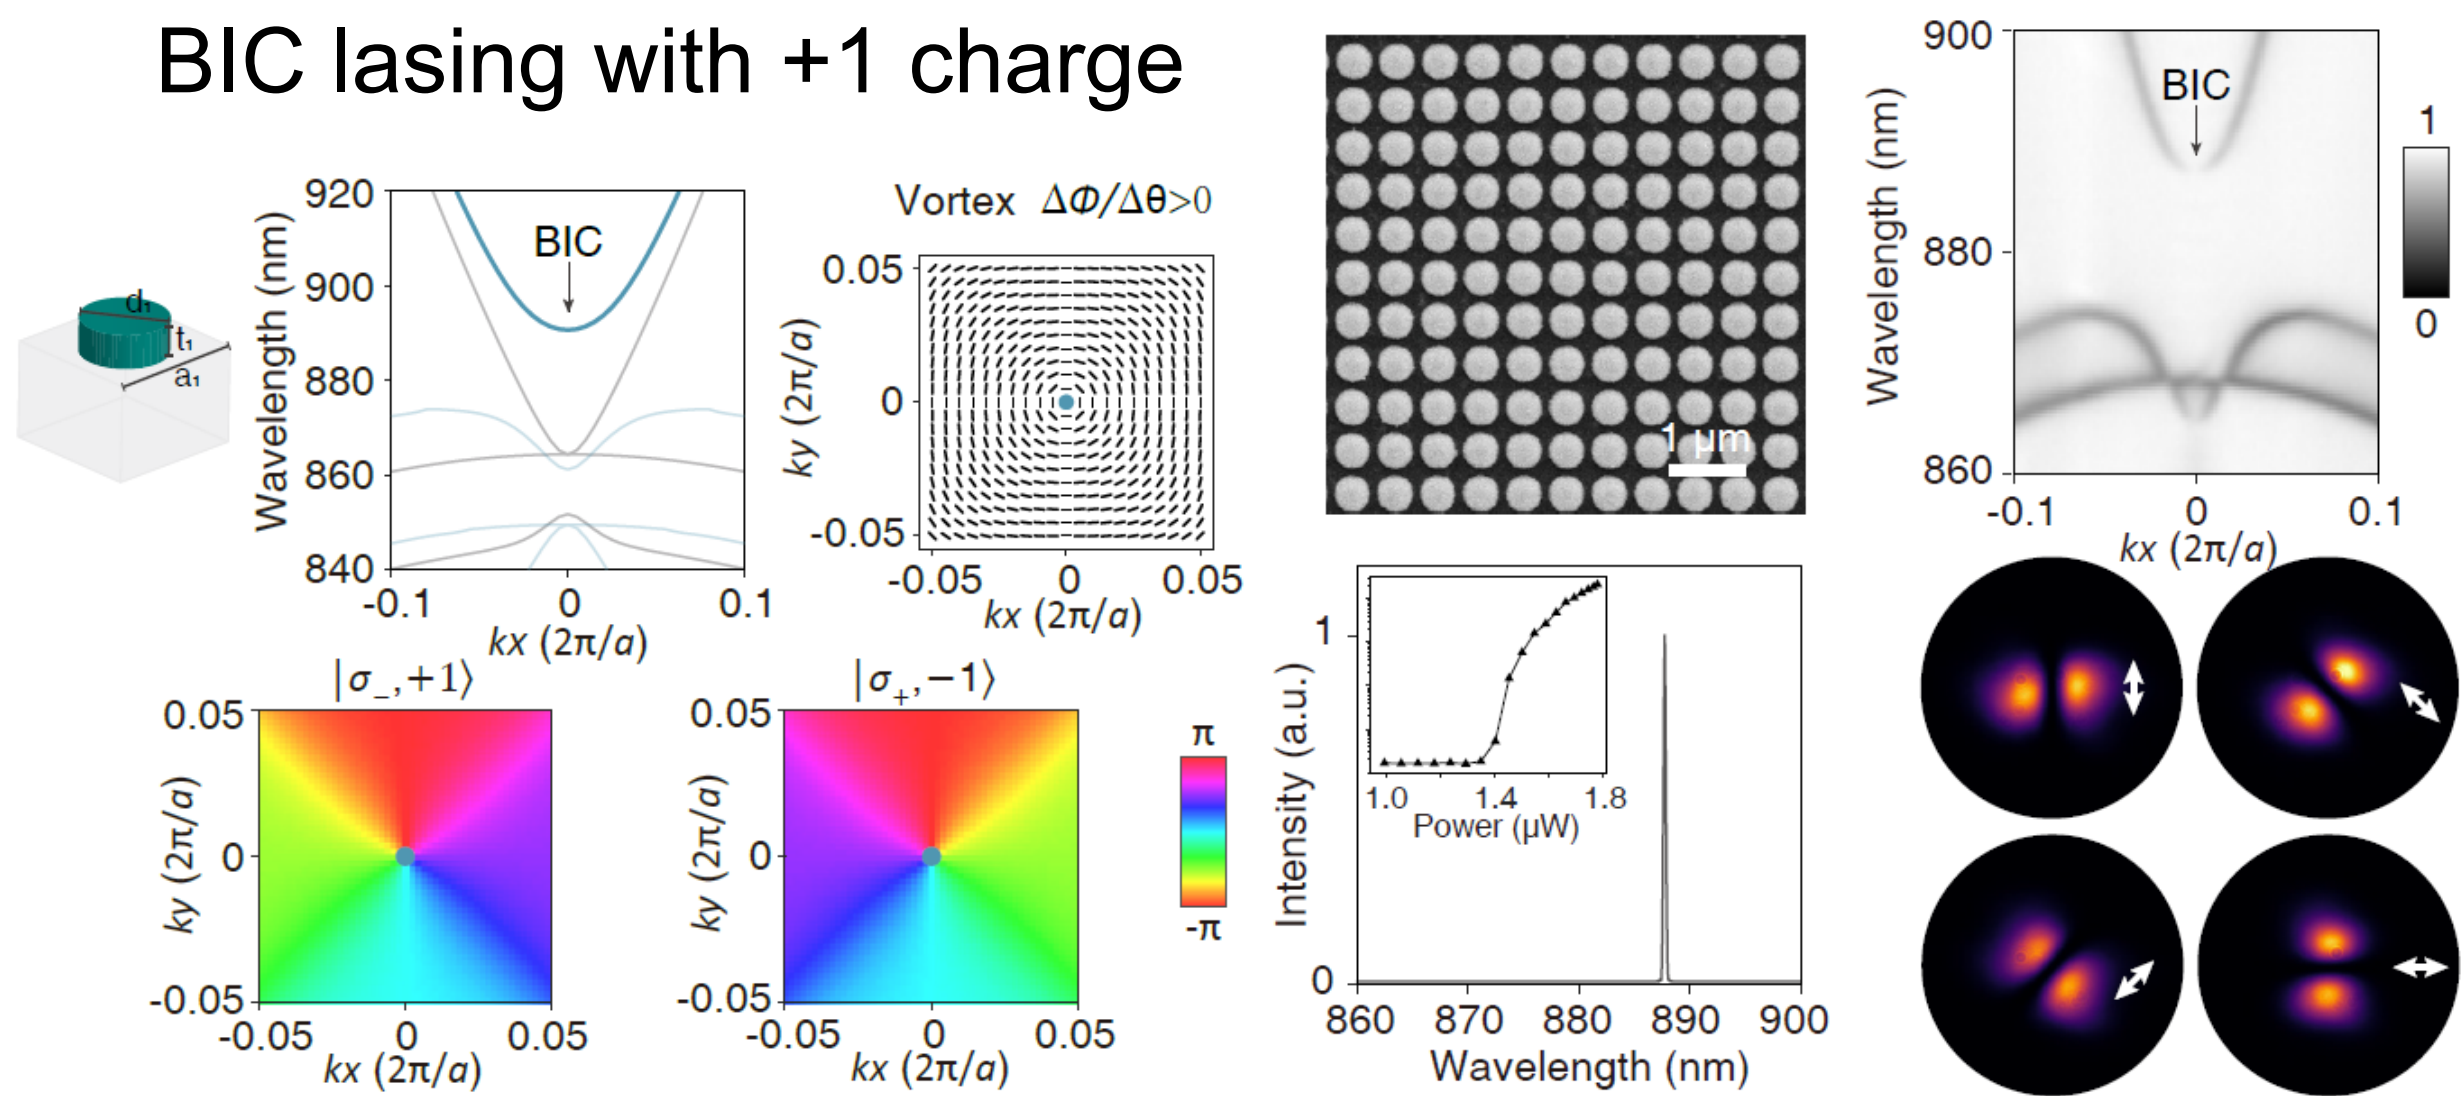 BIC lasing with +1 charge
d₁
t₁
a₁
Wavelength (nm)
920
900
880
860
840
BIC
-0.1
0
0.1
kx (2π/a)
Vortex ΔΦ/Δθ>0
ky (2π/a)
0.05
0
-0.05
-0.05
0
0.05
kx (2π/a)
|σ₋,+1⟩
ky (2π/a)
0.05
0
-0.05
-0.05
0
0.05
kx (2π/a)
|σ₊,−1⟩
ky (2π/a)
0.05
0
-0.05
-0.05
0
0.05
kx (2π/a)
π
-π
1 μm
Wavelength (nm)
900
880
860
BIC
-0.1
0
0.1
kx (2π/a)
1
0
Intensity (a.u.)
1
0
1.0
1.4
1.8
Power (μW)
860
870
880
890
900
Wavelength (nm)